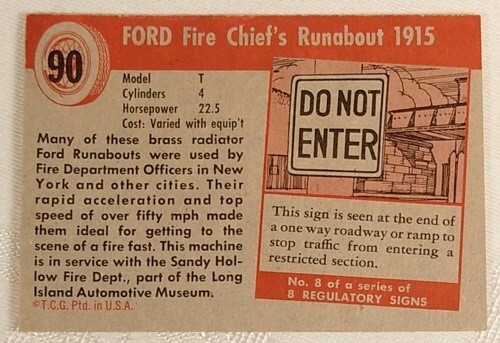 90
FORD Fire Chief's Runabout 1915
Model T
Cylinders 4
Horsepower 22.5
Cost: Varied with equip't
Many of these brass radiator
Ford Runabouts were used by
Fire Department Officers in New
York and other cities. Their
rapid acceleration and top
speed of over fifty mph made
them ideal for getting to the
scene of a fire fast. This machine
is in service with the Sandy Hol-
low Fire Dept., part of the Long
Island Automotive Museum.
©T.C.G. Ptd. in U.S.A.
DO NOT
ENTER
This sign is seen at the end of
a one way roadway or ramp to
stop traffic from entering a
restricted section.
No. 8 of a series of
8 REGULATORY SIGNS